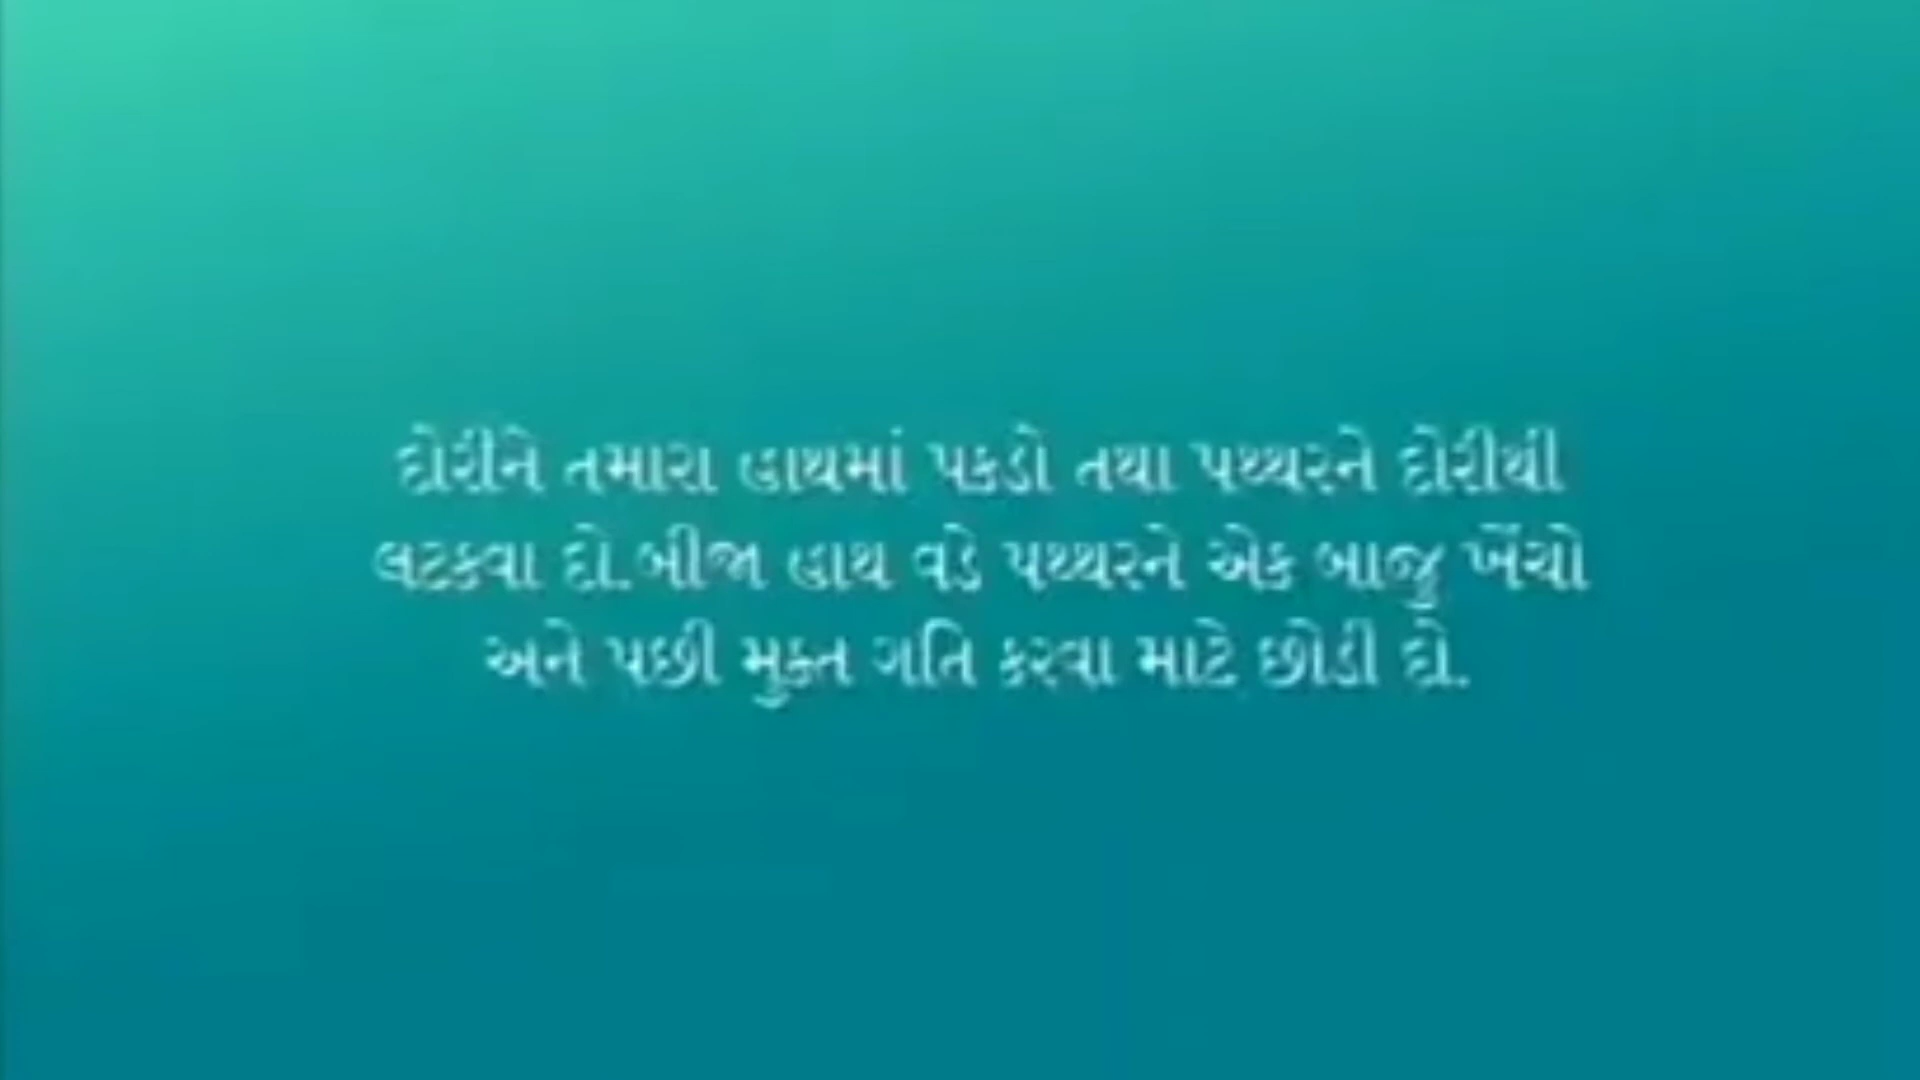 દોરીને તમારા હાથમાં પકડો તથા પથ્થરને દોરીથી
લટકવા દો.બીજા હાથ વડે પથ્થરને એક બાજુ ખેંચો
અને પછી મુક્ત ગતિ કરવા માટે છોડી દો.